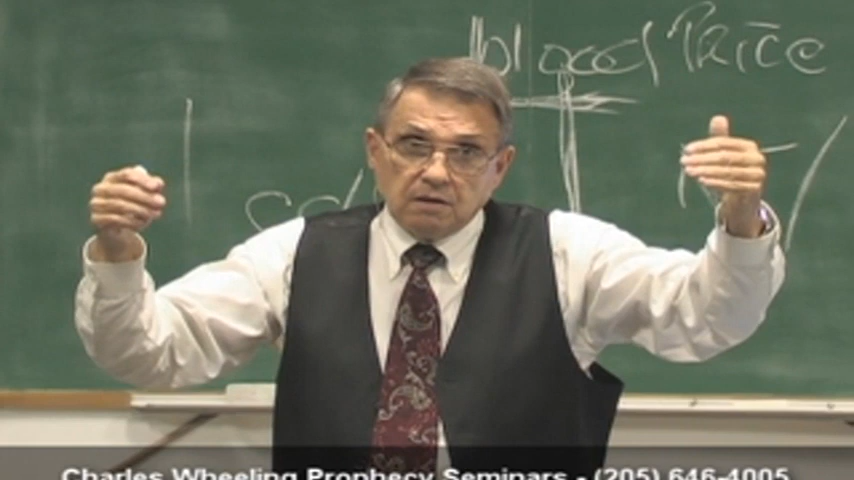 blood Price
Charles Wheeling Prophecy Seminars - (205) 646-4005